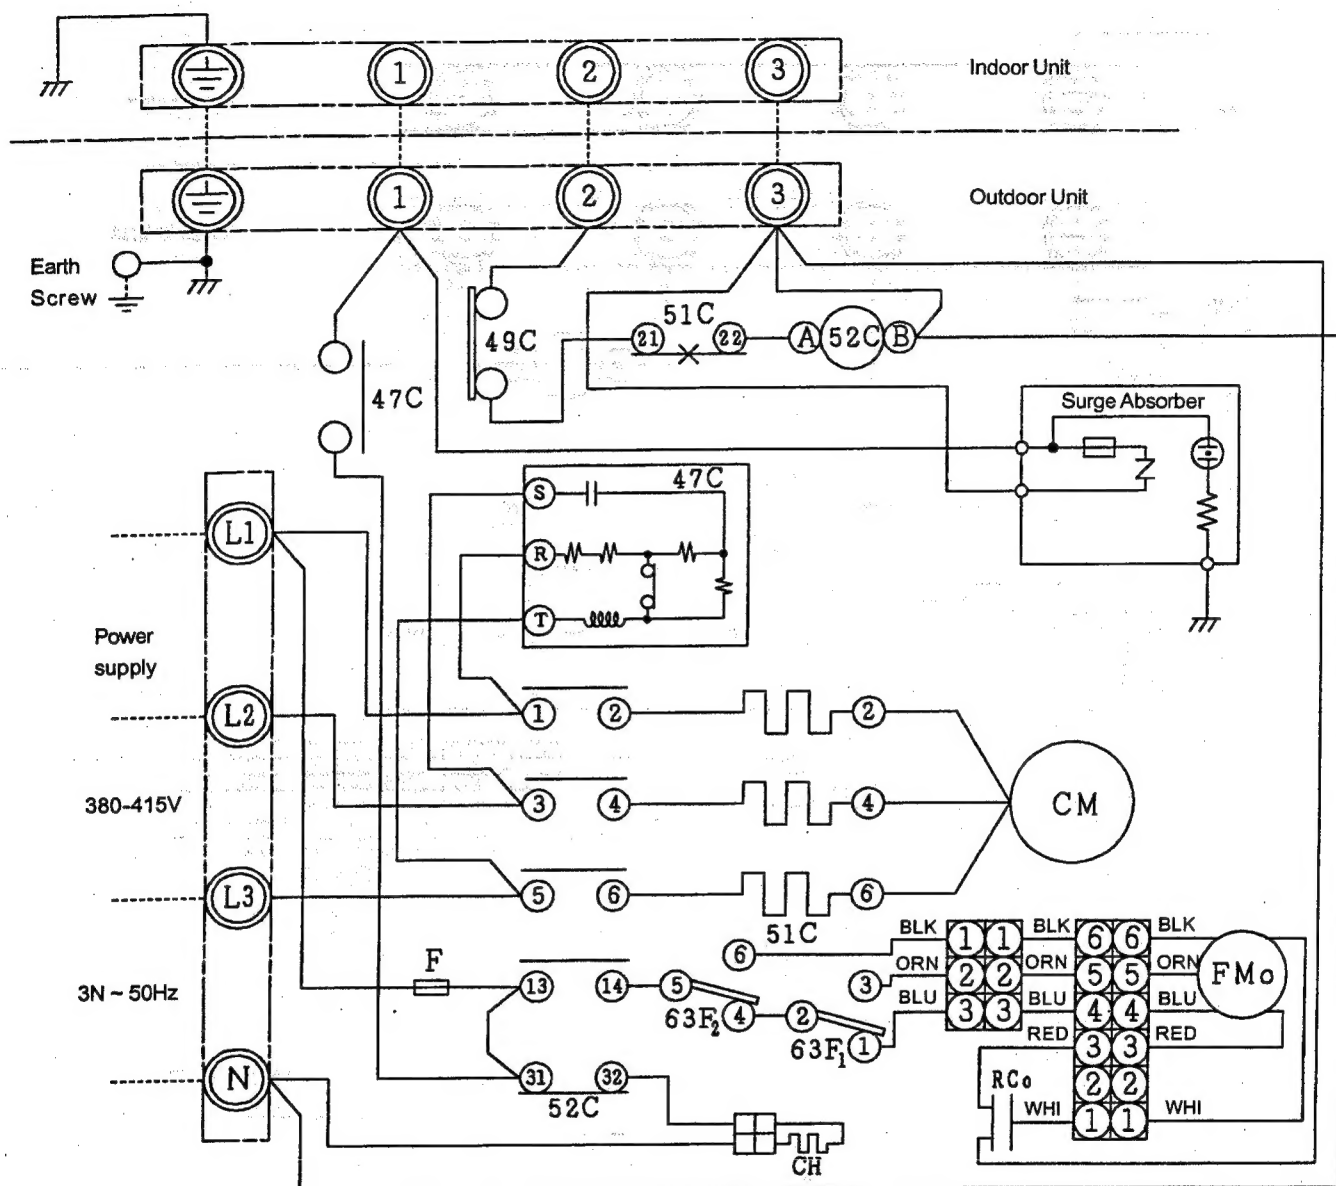 1 2 3 Indoor Unit
1 2 3 Outdoor Unit
Earth
Screw
51C
21 22 A 52C B
49C
47C
Surge Absorber
47C
S
R
T
L1
Power
supply
L2 1 2 2
380-415V 3 4 4 CM
L3 5 6 6
51C
6 BLK 1 1 BLK 6 6 BLK
F
13 14 5 3 ORN 2 2 ORN 5 5 ORN FMo
3N ~ 50Hz
63F2 4 2 BLU 3 3 BLU 4 4 BLU
63F1 1 RED 3 3 RED
N 31 32 RCo 2 2
52C WHI 1 1 WHI
CH